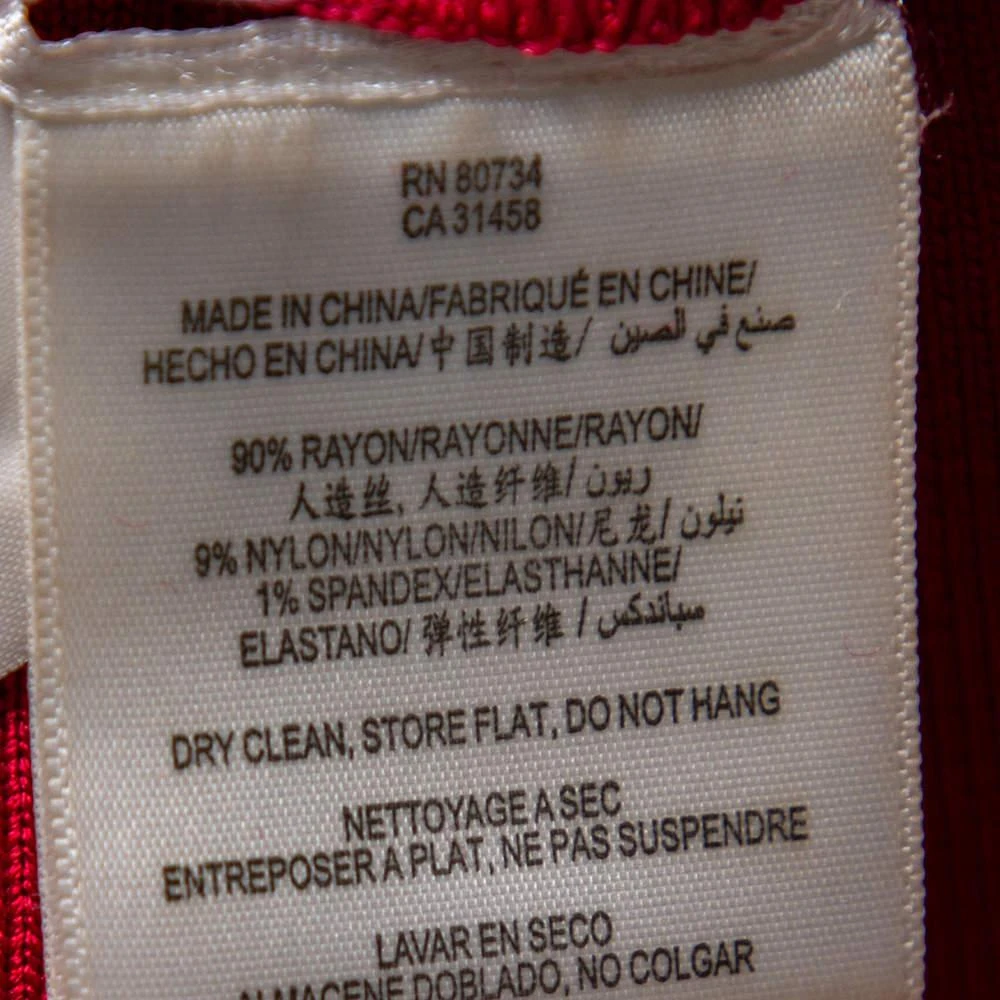 RN 80734
CA 31458
MADE IN CHINA/FABRIQUÉ EN CHINE/
HECHO EN CHINA/中国制造/ صنع في الصين
90% RAYON/RAYONNE/RAYON/
人造丝, 人造纤维/ ريون
9% NYLON/NYLON/NILON/尼龙/ نيلون
1% SPANDEX/ELASTHANNE/
ELASTANO/ 弹性纤维 / سباندكس
DRY CLEAN, STORE FLAT, DO NOT HANG
NETTOYAGE A SEC
ENTREPOSER A PLAT, NE PAS SUSPENDRE
LAVAR EN SECO
ALMACENE DOBLADO, NO COLGAR